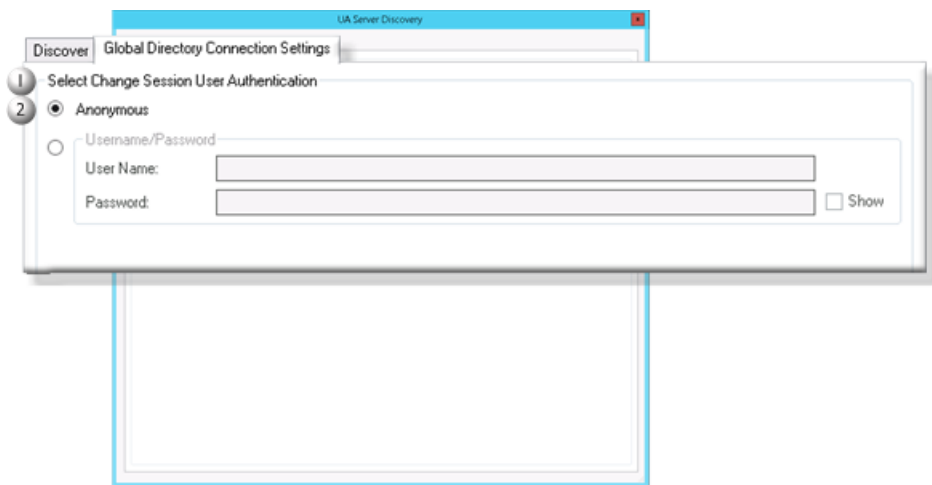 UA Server Discovery
x
Discover Global Directory Connection Settings
1 Select Change Session User Authentication
2 Anonymous
Username/Password
User Name:
Password: Show